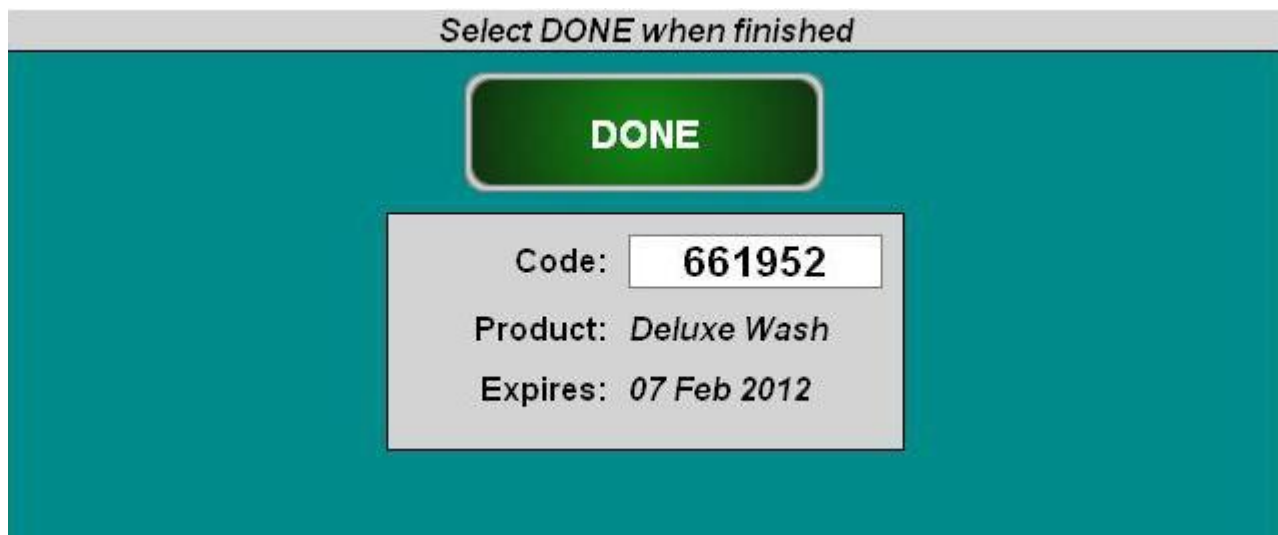 Select DONE when finished
DONE
Code: 661952
Product: Deluxe Wash
Expires: 07 Feb 2012